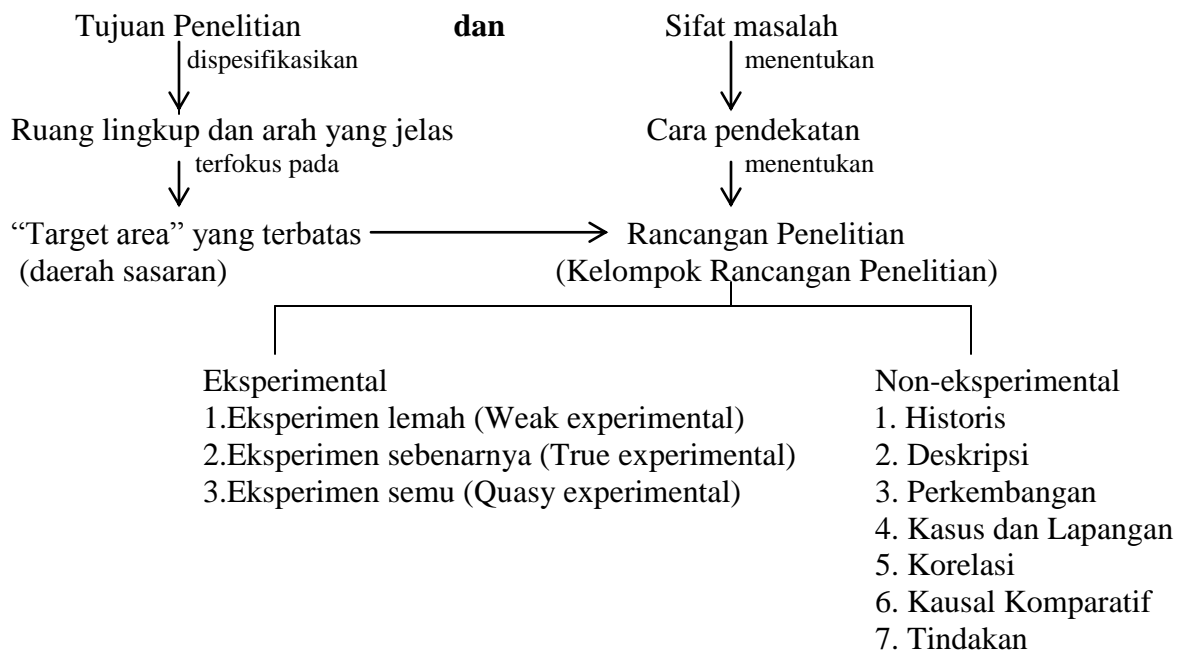 Tujuan Penelitian dan Sifat masalah
dispesifikasikan menentukan
Ruang lingkup dan arah yang jelas Cara pendekatan
terfokus pada menentukan
“Target area” yang terbatas Rancangan Penelitian
(daerah sasaran) (Kelompok Rancangan Penelitian)
Eksperimental
1.Eksperimen lemah (Weak experimental)
2.Eksperimen sebenarnya (True experimental)
3.Eksperimen semu (Quasy experimental)
Non-eksperimental
1. Historis
2. Deskripsi
3. Perkembangan
4. Kasus dan Lapangan
5. Korelasi
6. Kausal Komparatif
7. Tindakan